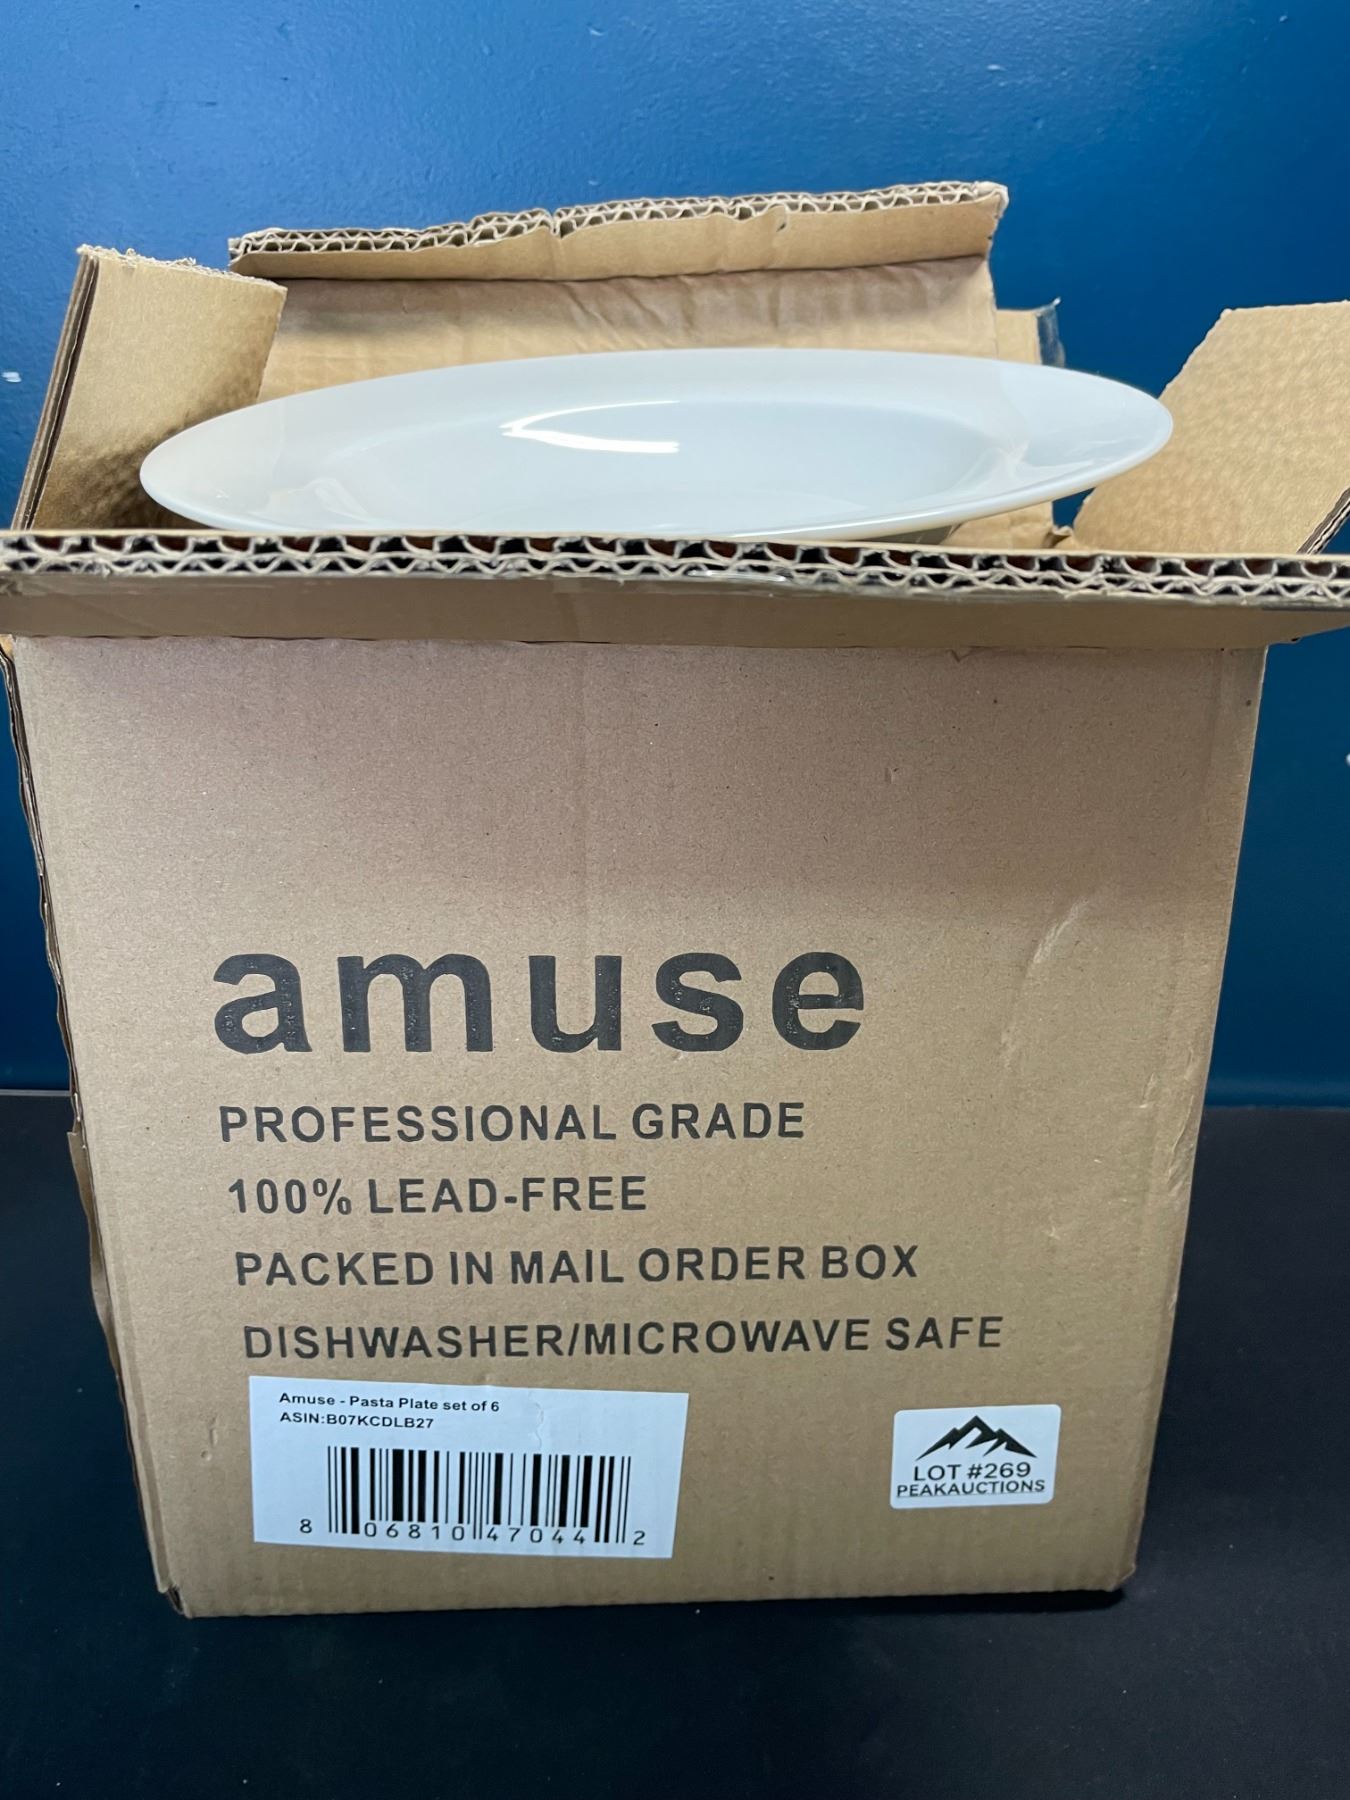 amuse
PROFESSIONAL GRADE
100% LEAD-FREE
PACKED IN MAIL ORDER BOX
DISHWASHER/MICROWAVE SAFE
Amuse - Pasta Plate set of 6
ASIN:B07KCDLB27
8 06810 47044 2
LOT #269
PEAKAUCTIONS